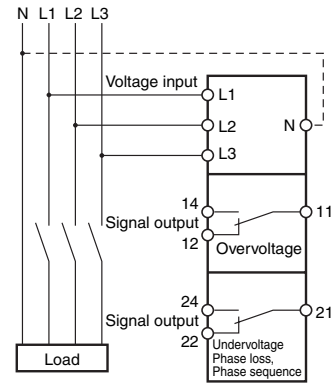 N L1 L2 L3
Voltage input
L1
L2
N
L3
14
11
Signal output
12
Overvoltage
24
21
Signal output
22
Undervoltage
Phase loss,
Phase sequence
Load